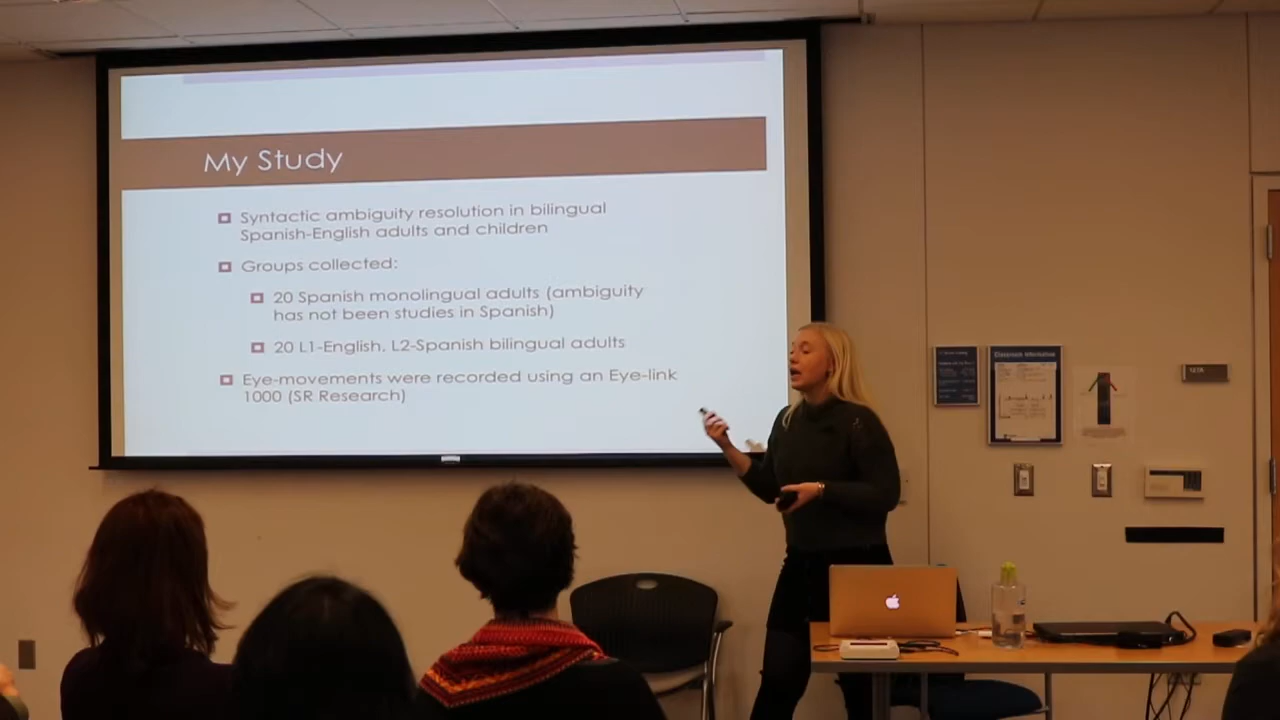 My Study
Syntactic ambiguity resolution in bilingual
Spanish-English adults and children
Groups collected:
20 Spanish monolingual adults (ambiguity
has not been studies in Spanish)
20 L1-English, L2-Spanish bilingual adults
Eye-movements were recorded using an Eye-link
1000 (SR Research)
Classroom Information